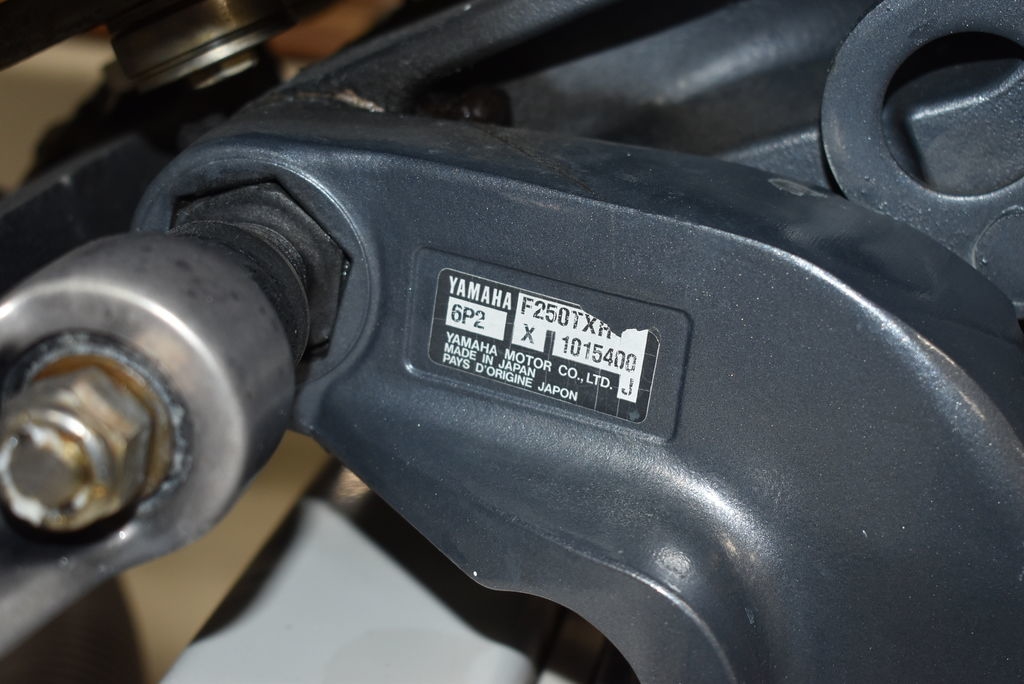 YAMAHA F250TXR
6P2 X 1015400
YAMAHA MOTOR CO.,LTD. J
MADE IN JAPAN
PAYS D'ORIGINE JAPON